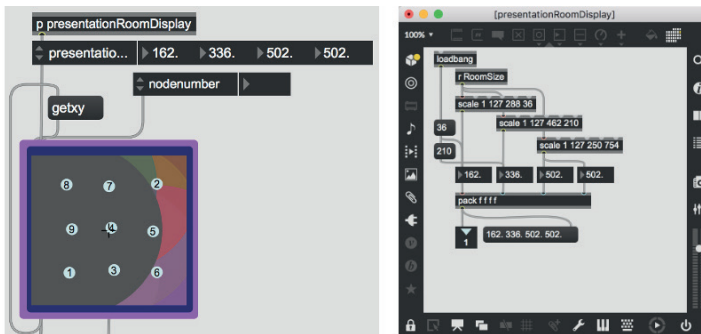 p presentationRoomDisplay
presentatio... 162. 336. 502. 502.
nodenumber
getxy
8 7 2
9 4 5
1 3 6
[presentationRoomDisplay]
100%
loadbang
r RoomSize
scale 1 127 288 36
scale 1 127 462 210
36
scale 1 127 250 754
210
162. 336. 502. 502.
pack f f f f
1 162. 336. 502. 502.